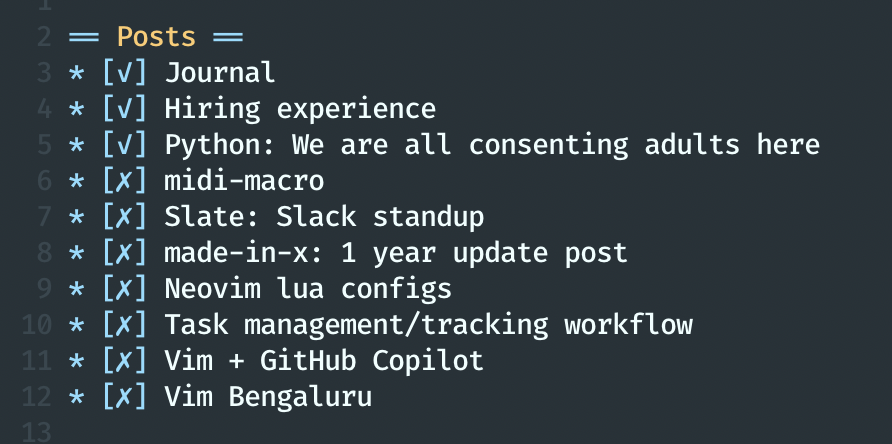 1
2 == Posts ==
3 * [√] Journal
4 * [√] Hiring experience
5 * [√] Python: We are all consenting adults here
6 * [✗] midi-macro
7 * [✗] Slate: Slack standup
8 * [✗] made-in-x: 1 year update post
9 * [✗] Neovim lua configs
10 * [✗] Task management/tracking workflow
11 * [✗] Vim + GitHub Copilot
12 * [✗] Vim Bengaluru
13